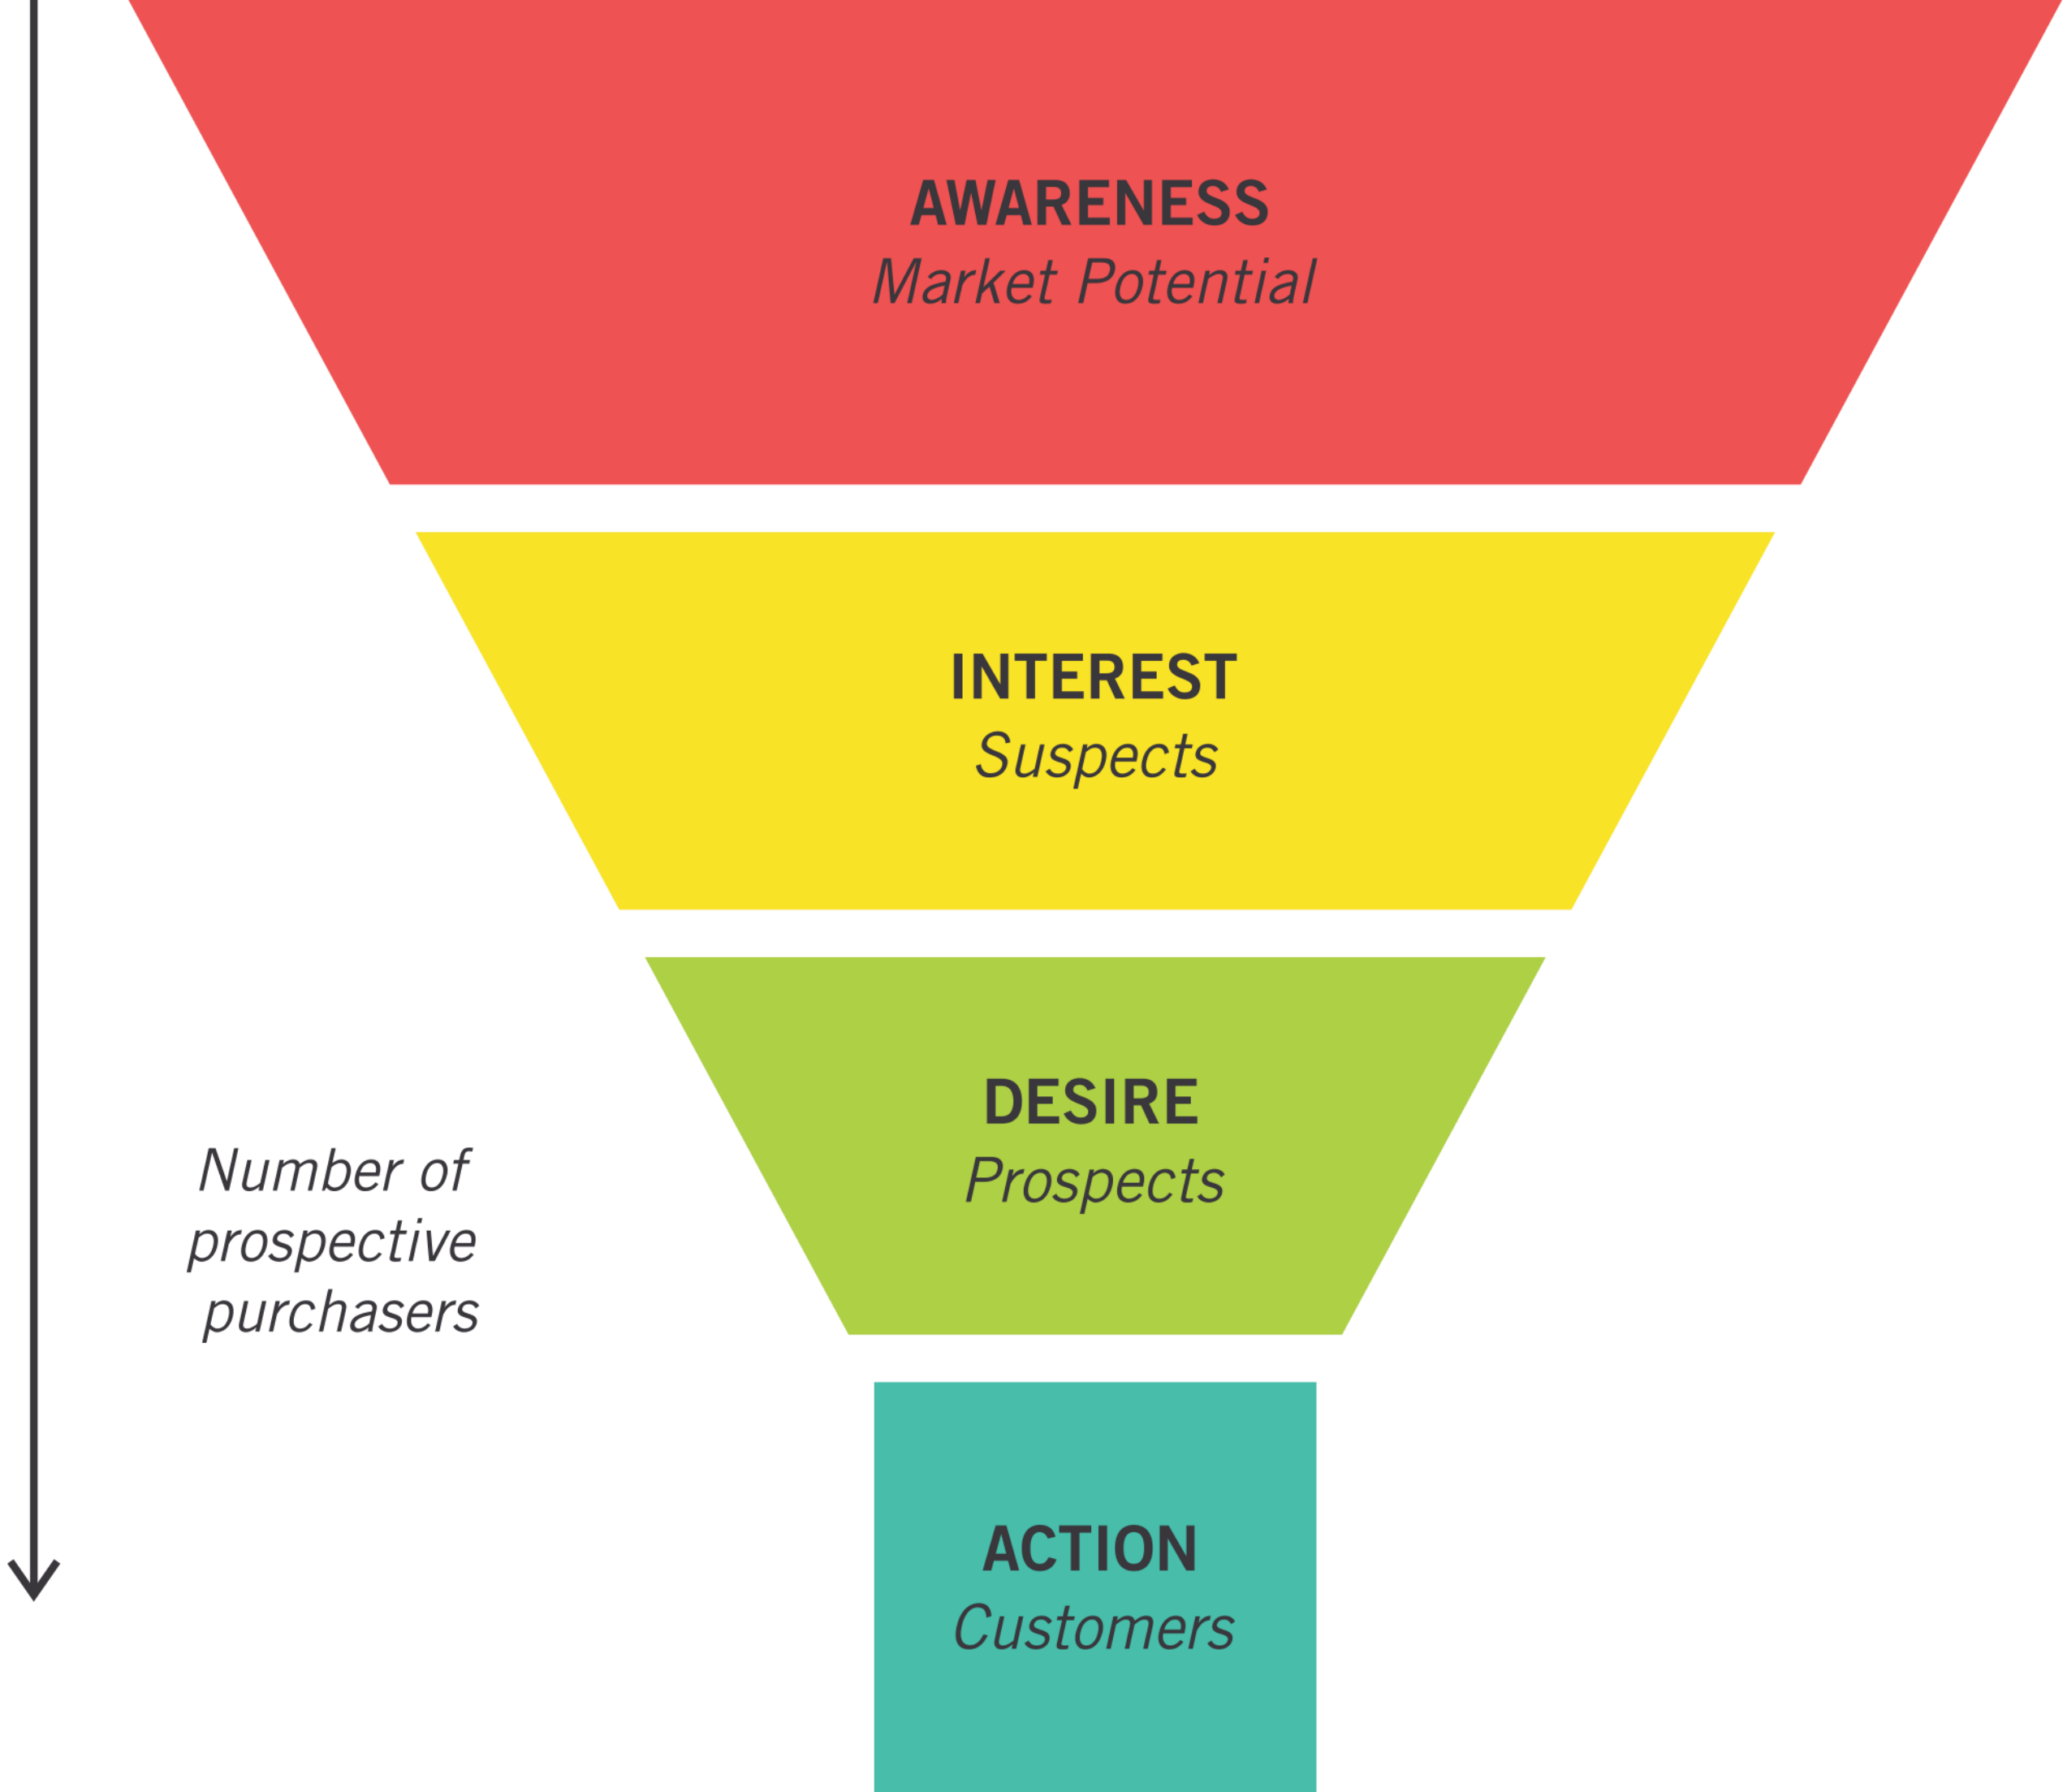 AWARENESS
Market Potential
INTEREST
Suspects
DESIRE
Prospects
Number of
prospective
purchasers
ACTION
Customers